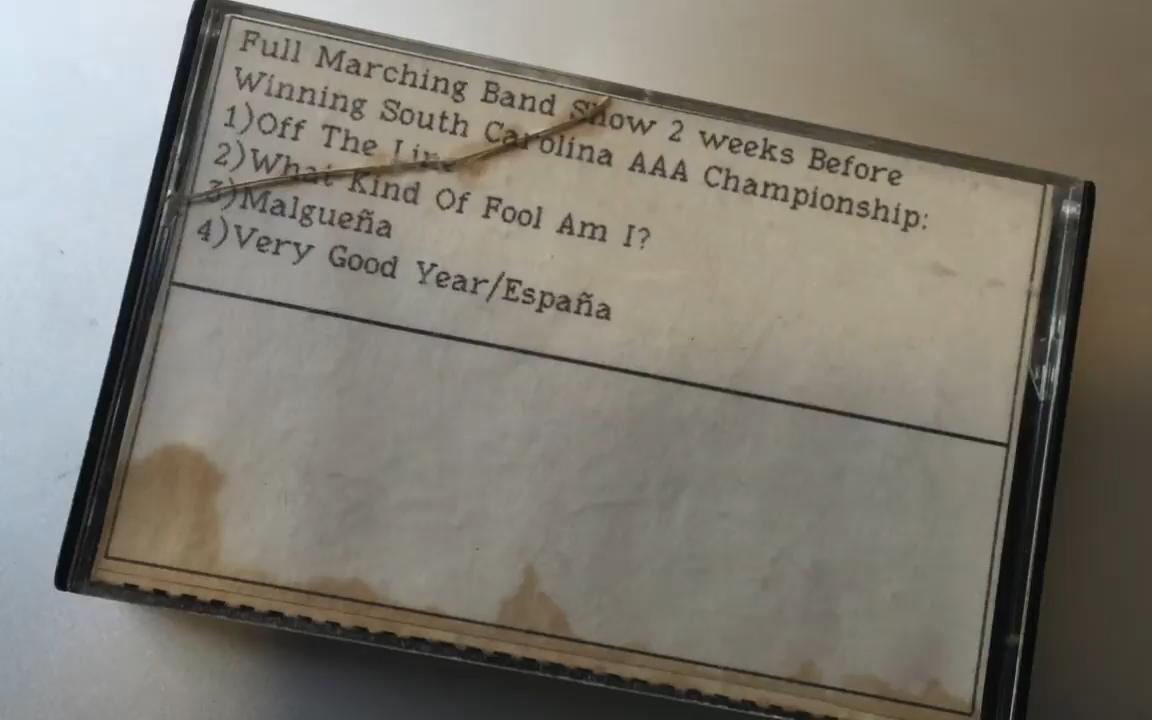 Full Marching Band Show 2 weeks Before
Winning South Carolina AAA Championship:
1)Off The Line
2)What Kind Of Fool Am I?
3)Malgueña
4)Very Good Year/España